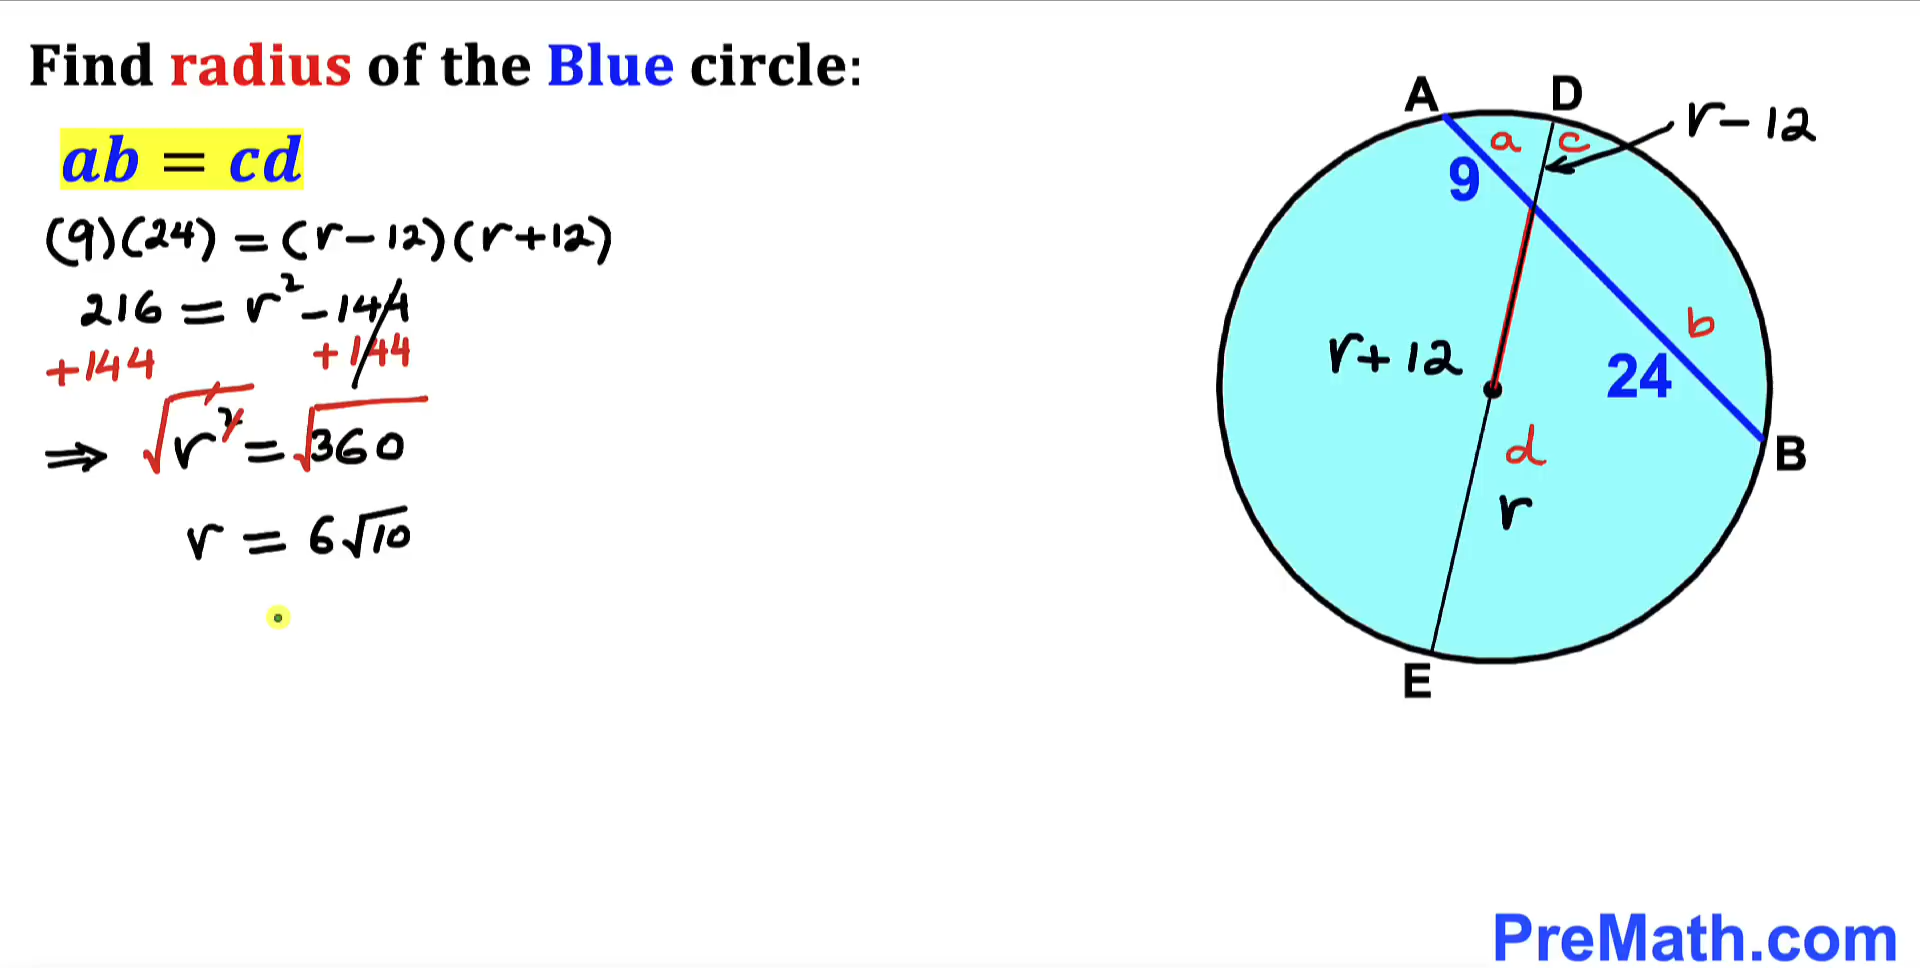 Find radius of the Blue circle:
ab = cd
(9)(24) = (r-12)(r+12)
216 = r² - 144
+144 +144
⇒ √r² = √360
r = 6√10
A
D
r-12
a
c
9
b
r+12
24
d
B
r
E
PreMath.com